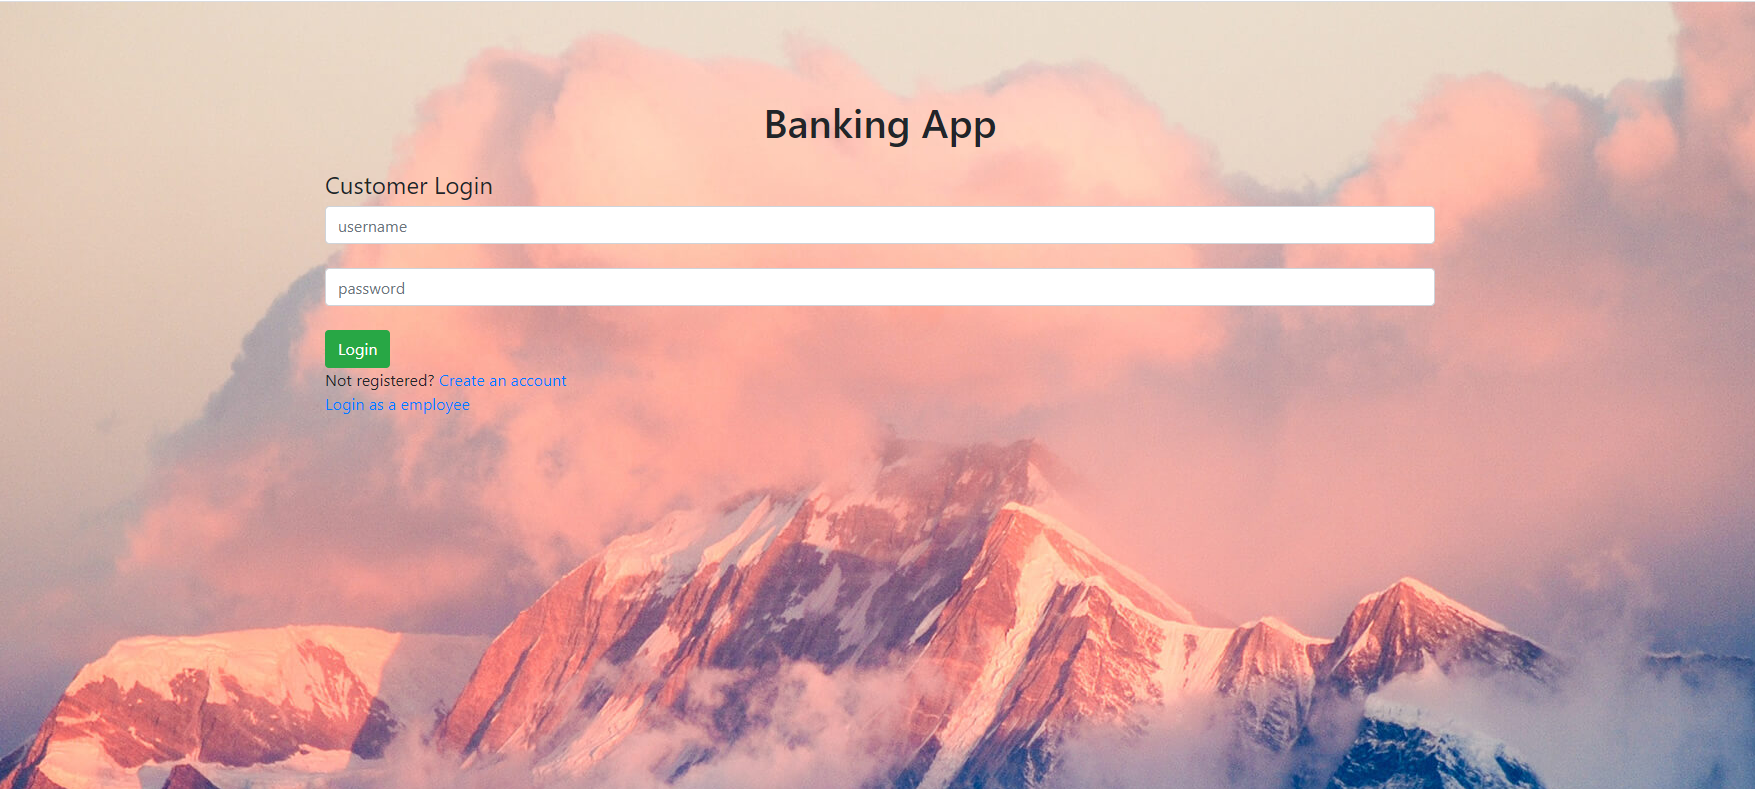 Banking App
Customer Login
username
password
Login
Not registered? Create an account
Login as a employee